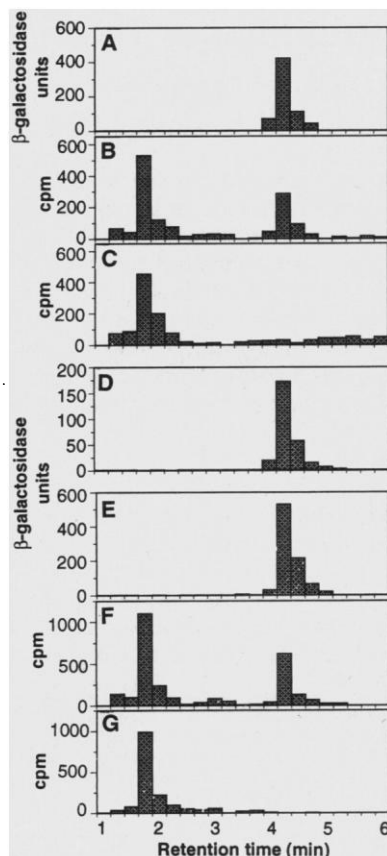 β-galactosidase
units
600
400
200
0
A
cpm
600
400
200
0
B
cpm
600
400
200
0
C
β-galactosidase
units
200
150
100
50
0
D
600
400
200
0
E
cpm
1000
500
0
F
cpm
1000
500
0
G
1 2 3 4 5 6
Retention time (min)